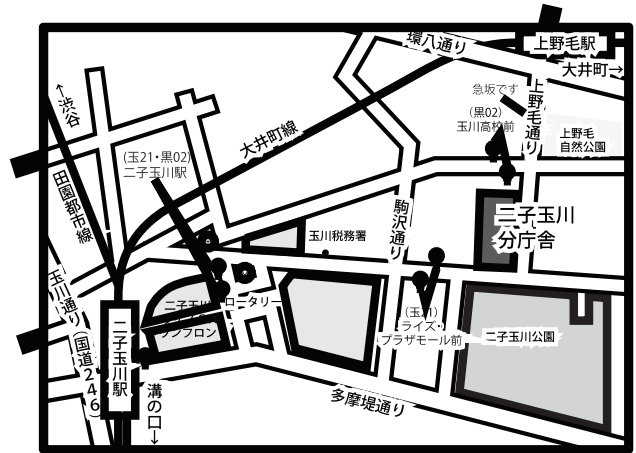 環八通り
上野毛駅
大井町→
←渋谷
急坂です
上野毛通り
(黒02)
玉川高校前
上野毛
自然公園
大井町線
(玉21・黒02)
二子玉川駅
田園都市線
駒沢通り
二子玉川
分庁舎
玉川税務署
玉川通り(国道246)
二子玉川
ロータリー
(玉21)
ライズ・
プラザモール前
二子玉川公園
二子玉川駅
溝の口→
多摩堤通り